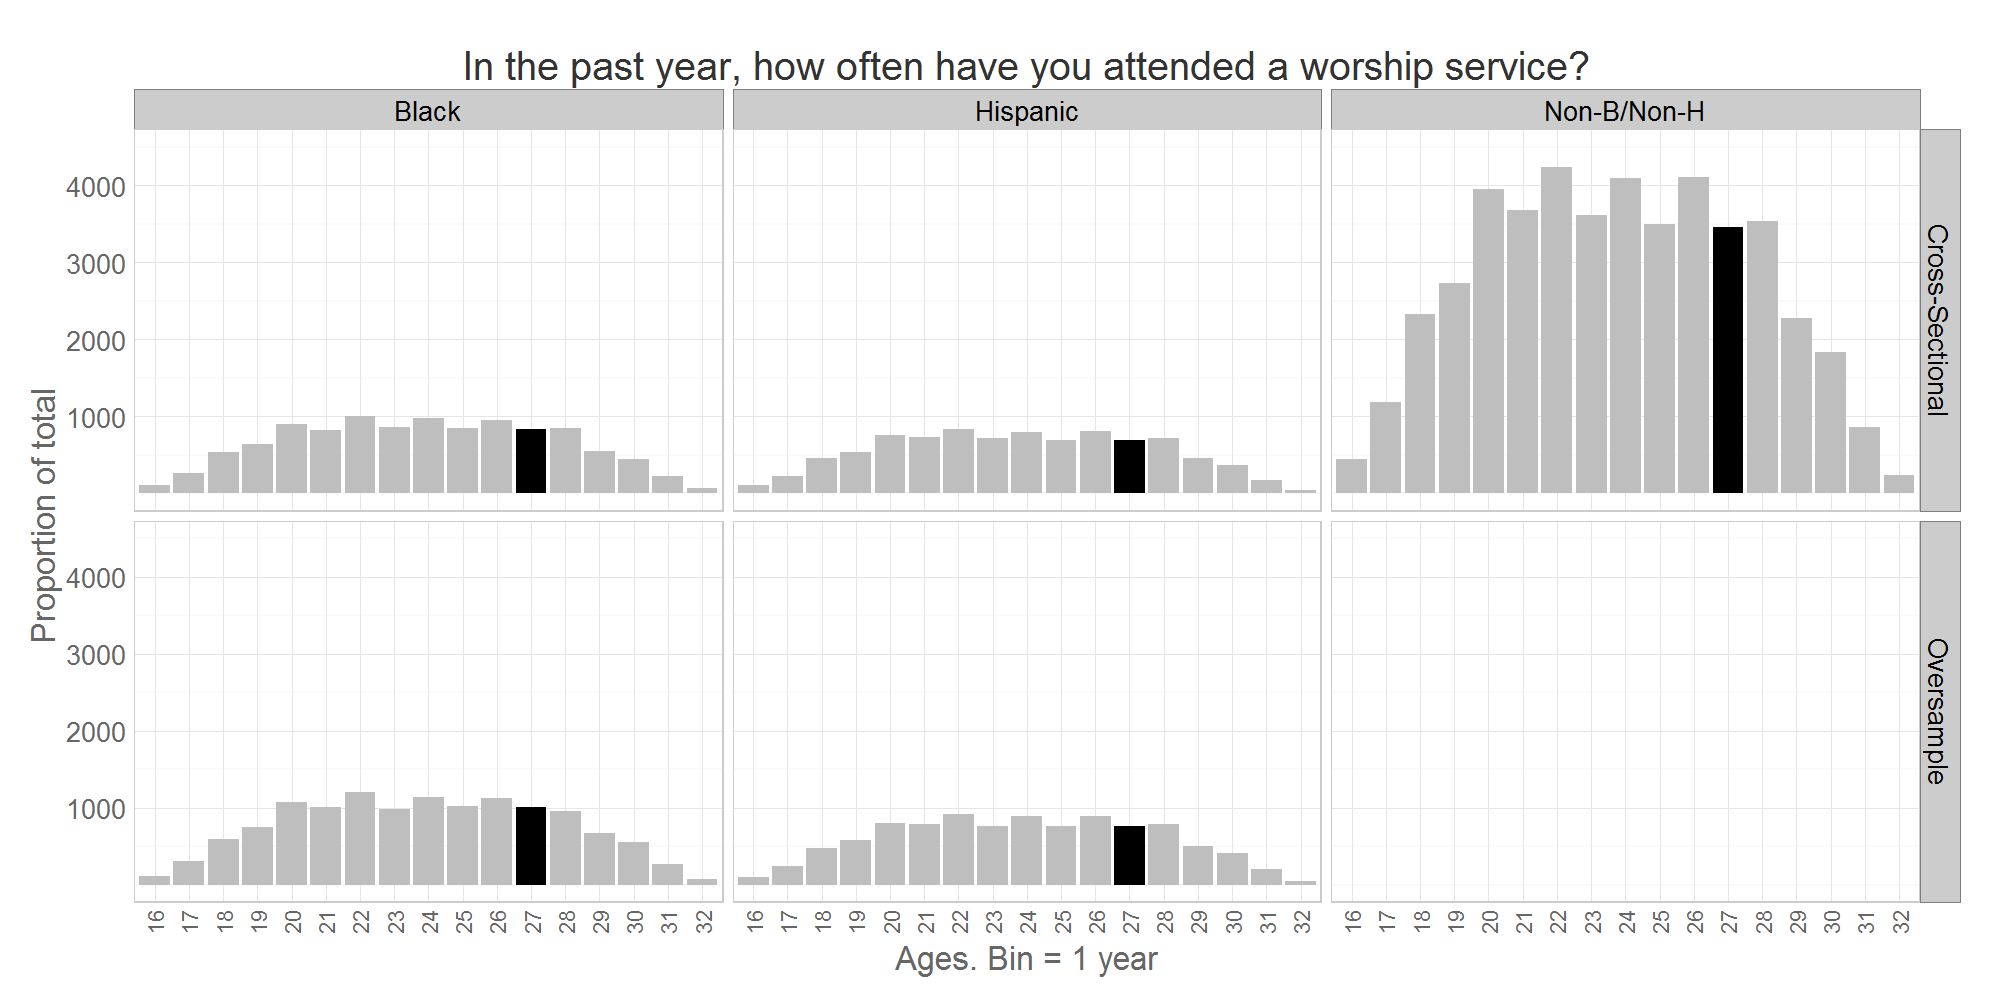 In the past year, how often have you attended a worship service?
Black
Hispanic
Non-B/Non-H
4000
3000
2000
1000
Cross-Sectional
Proportion of total
4000
3000
2000
1000
Oversample
16 17 18 19 20 21 22 23 24 25 26 27 28 29 30 31 32
16 17 18 19 20 21 22 23 24 25 26 27 28 29 30 31 32
16 17 18 19 20 21 22 23 24 25 26 27 28 29 30 31 32
Ages. Bin = 1 year